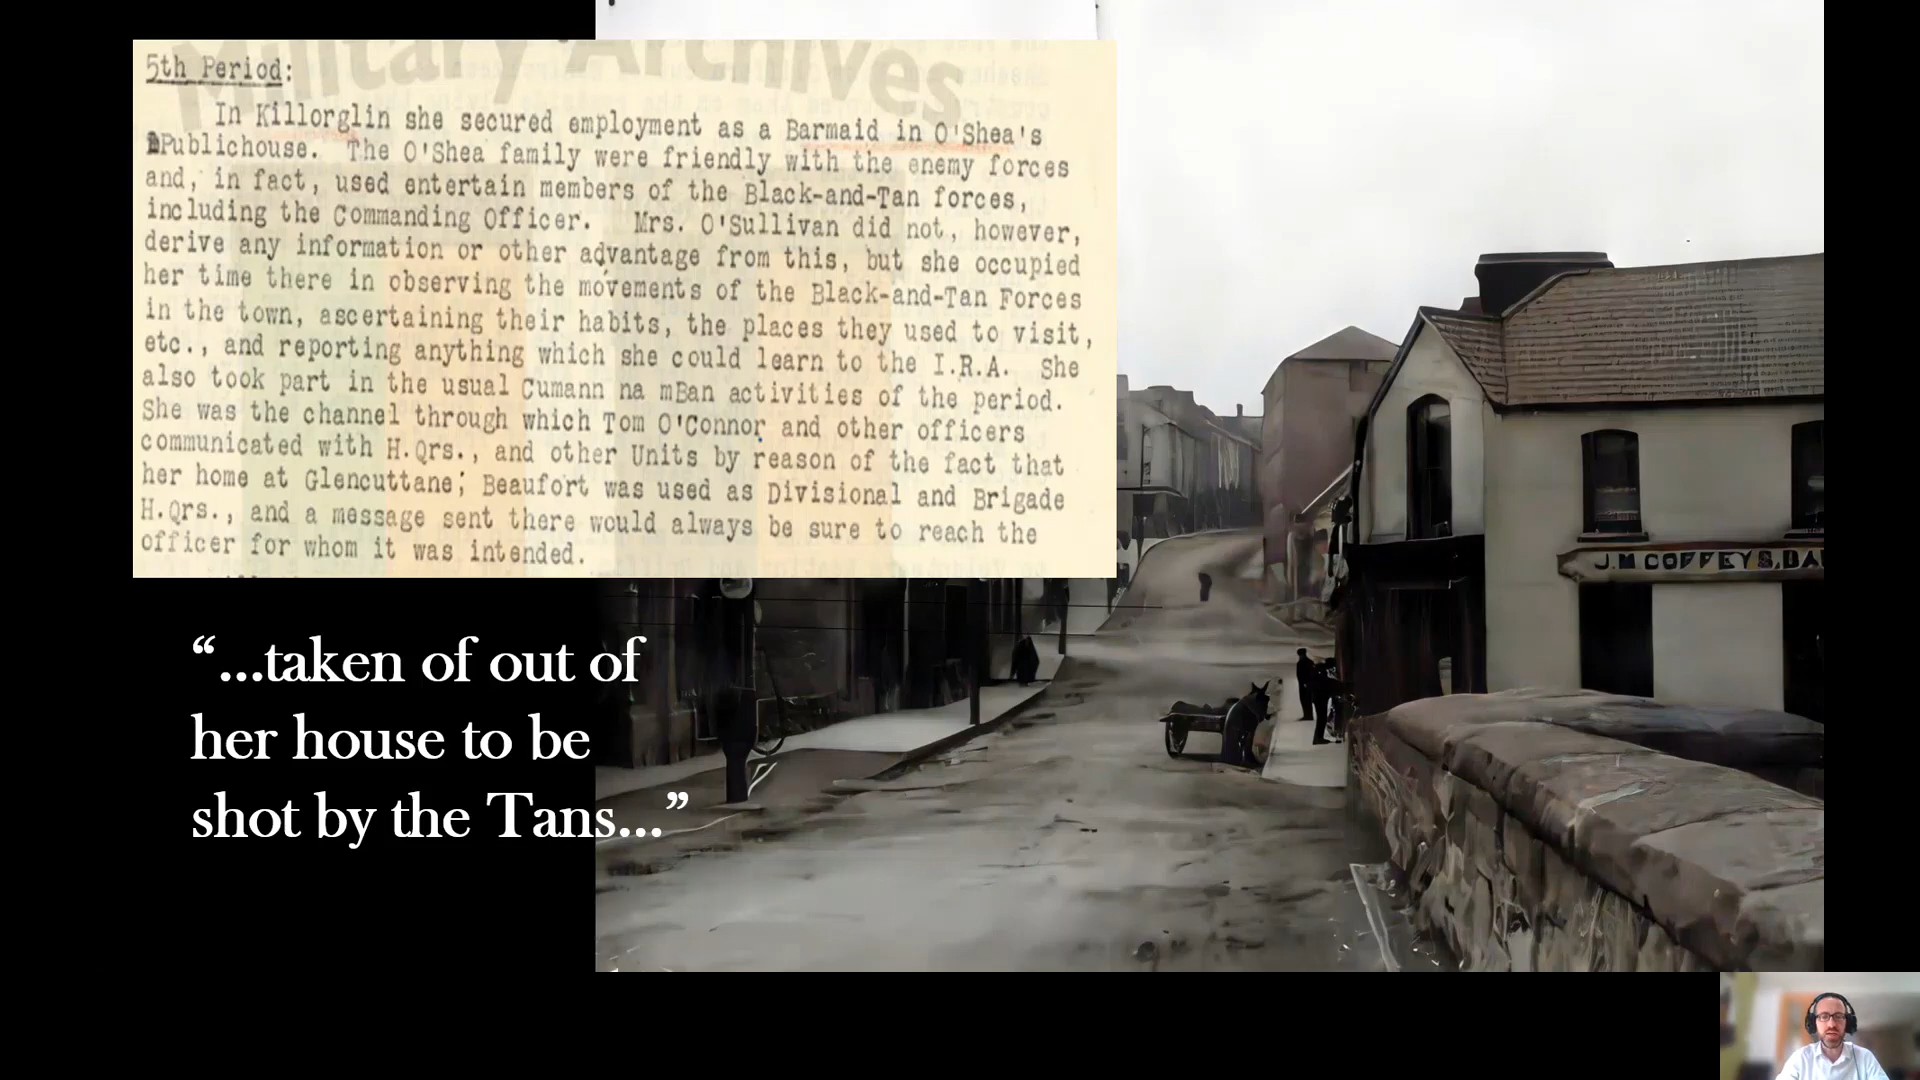 Military Archives
5th Period:
In Killorglin she secured employment as a Barmaid in O'Shea's
Publichouse. The O'Shea family were friendly with the enemy forces
and, in fact, used entertain members of the Black-and-Tan forces,
including the Commanding Officer. Mrs. O'Sullivan did not, however,
derive any information or other advantage from this, but she occupied
her time there in observing the movements of the Black-and-Tan Forces
in the town, ascertaining their habits, the places they used to visit,
etc., and reporting anything which she could learn to the I.R.A. She
also took part in the usual Cumann na mBan activities of the period.
She was the channel through which Tom O'Connor and other officers
communicated with H.Qrs., and other Units by reason of the fact that
her home at Glencuttane, Beaufort was used as Divisional and Brigade
H.Qrs., and a message sent there would always be sure to reach the
officer for whom it was intended.
J.M COFFEY
“...taken of out of
her house to be
shot by the Tans...”